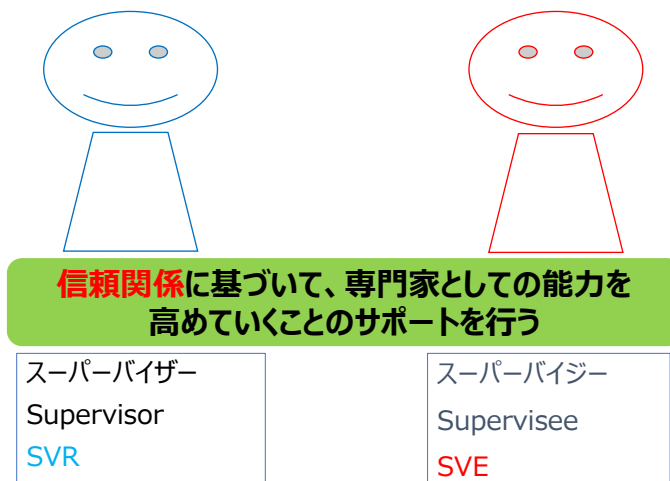 信頼関係に基づいて、専門家としての能力を
高めていくことのサポートを行う
スーパーバイザー
Supervisor
SVR
スーパーバイジー
Supervisee
SVE